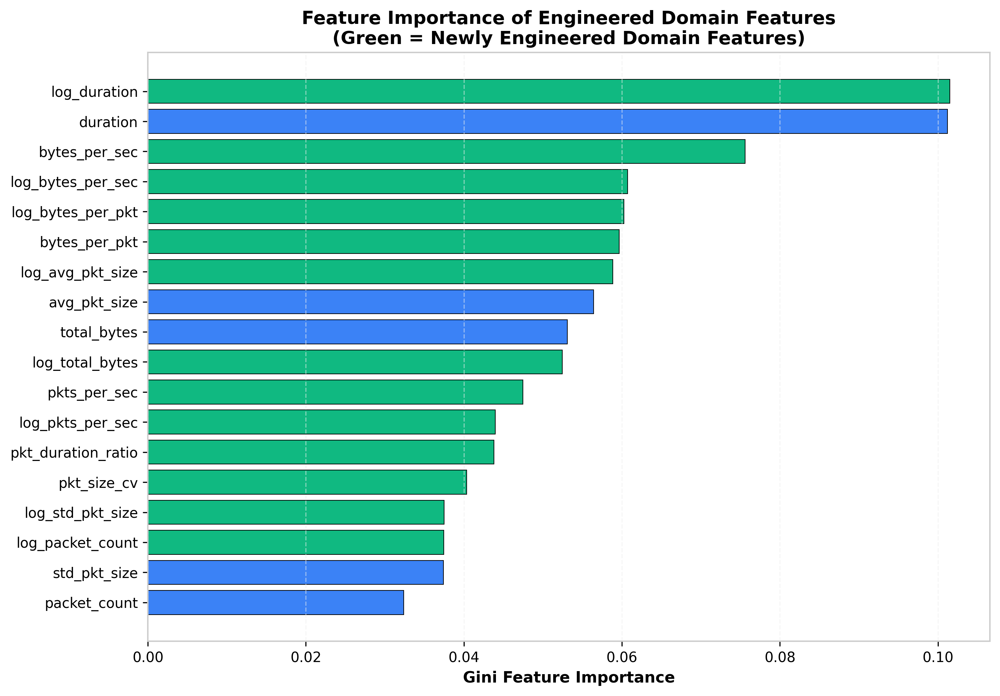 Feature Importance of Engineered Domain Features
(Green = Newly Engineered Domain Features)
log_duration
duration
bytes_per_sec
log_bytes_per_sec
log_bytes_per_pkt
bytes_per_pkt
log_avg_pkt_size
avg_pkt_size
total_bytes
log_total_bytes
pkts_per_sec
log_pkts_per_sec
pkt_duration_ratio
pkt_size_cv
log_std_pkt_size
log_packet_count
std_pkt_size
packet_count
0.00 0.02 0.04 0.06 0.08 0.10
Gini Feature Importance